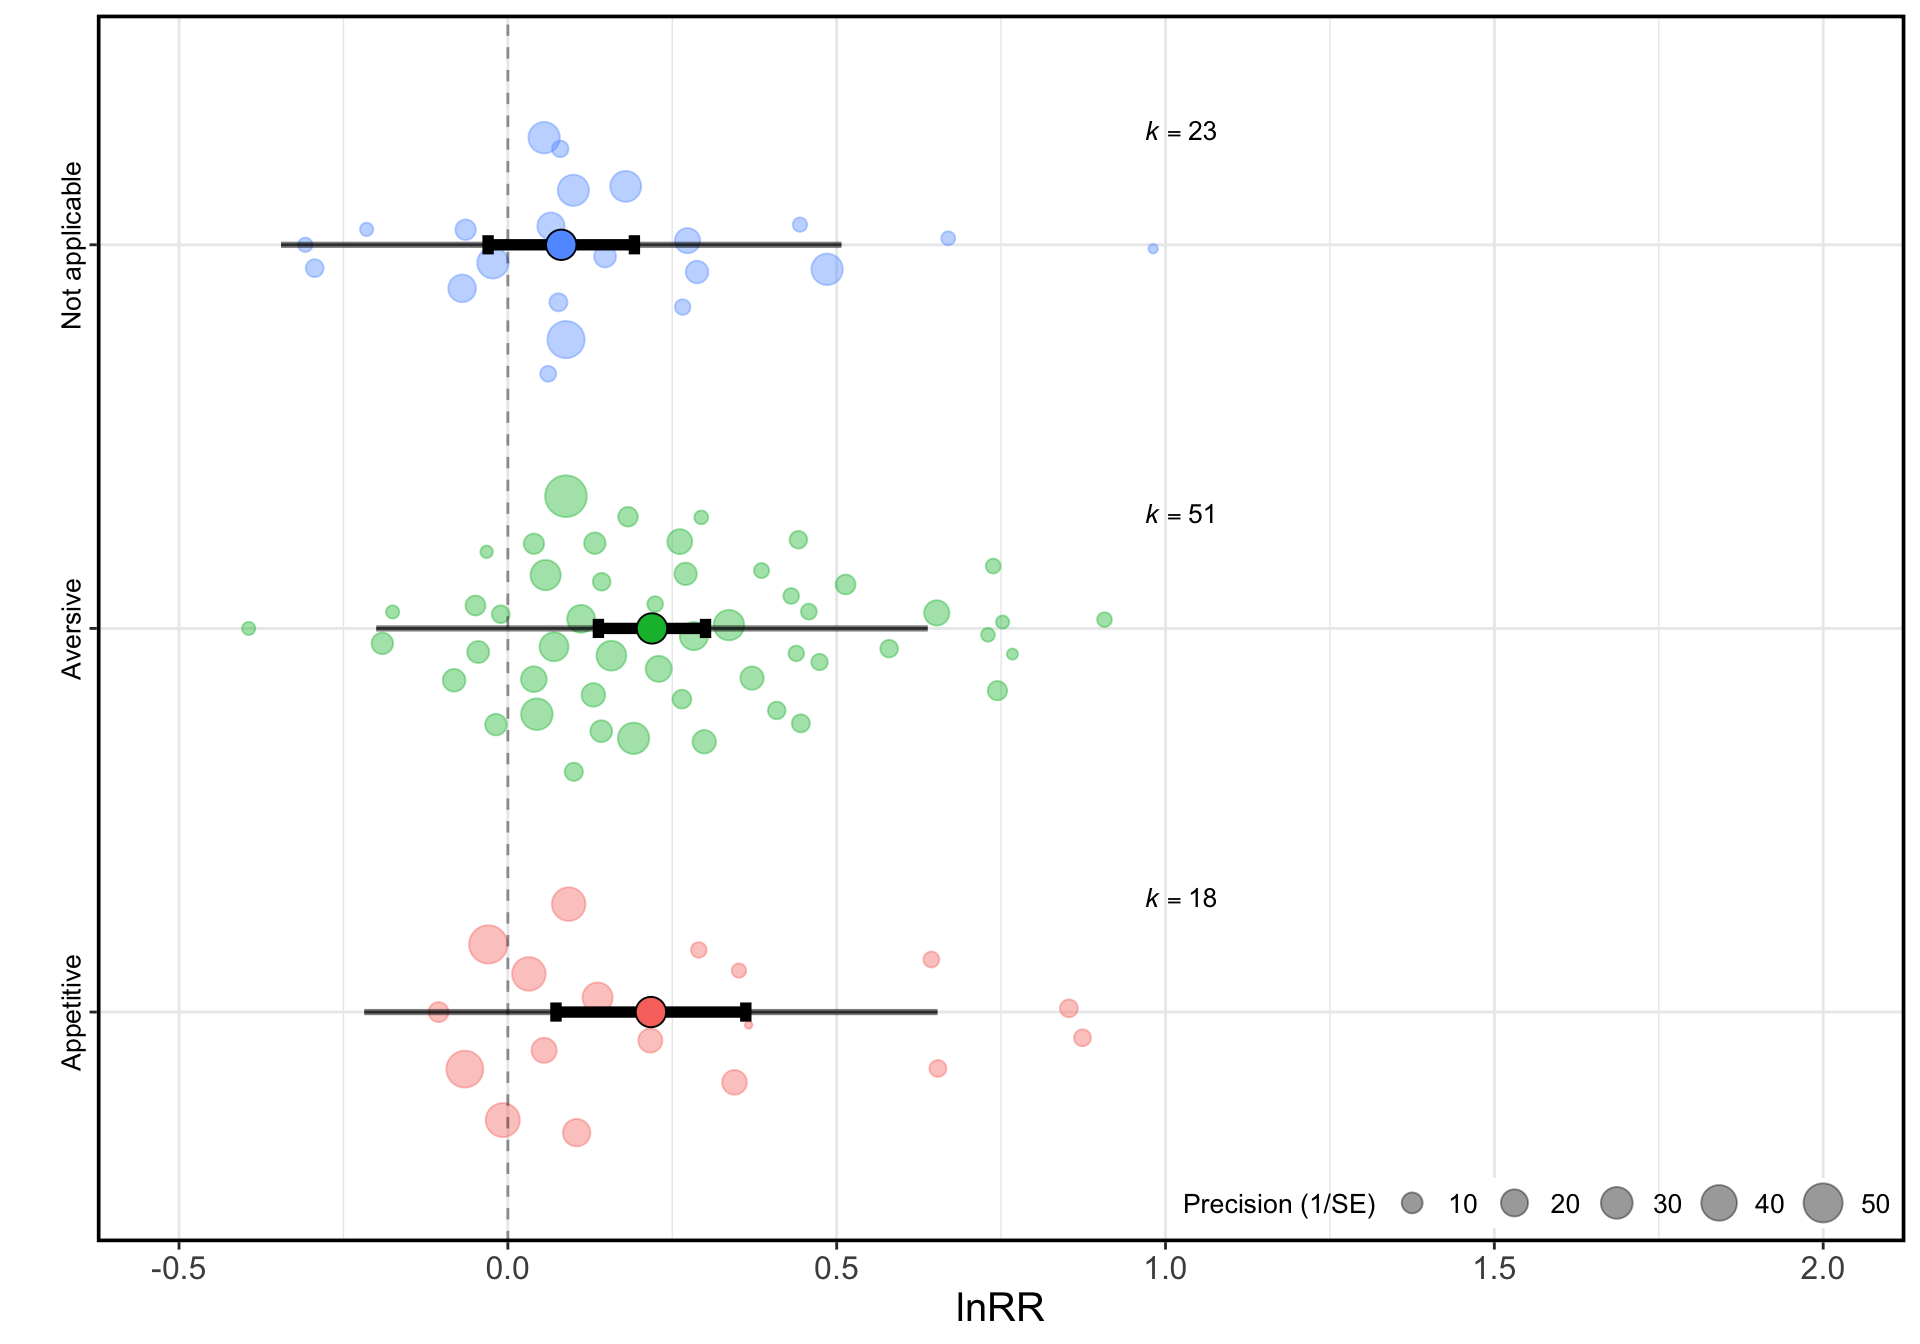 k = 23
Not applicable
k = 51
Aversive
k = 18
Appetitive
Precision (1/SE) 10 20 30 40 50
-0.5 0.0 0.5 1.0 1.5 2.0
lnRR